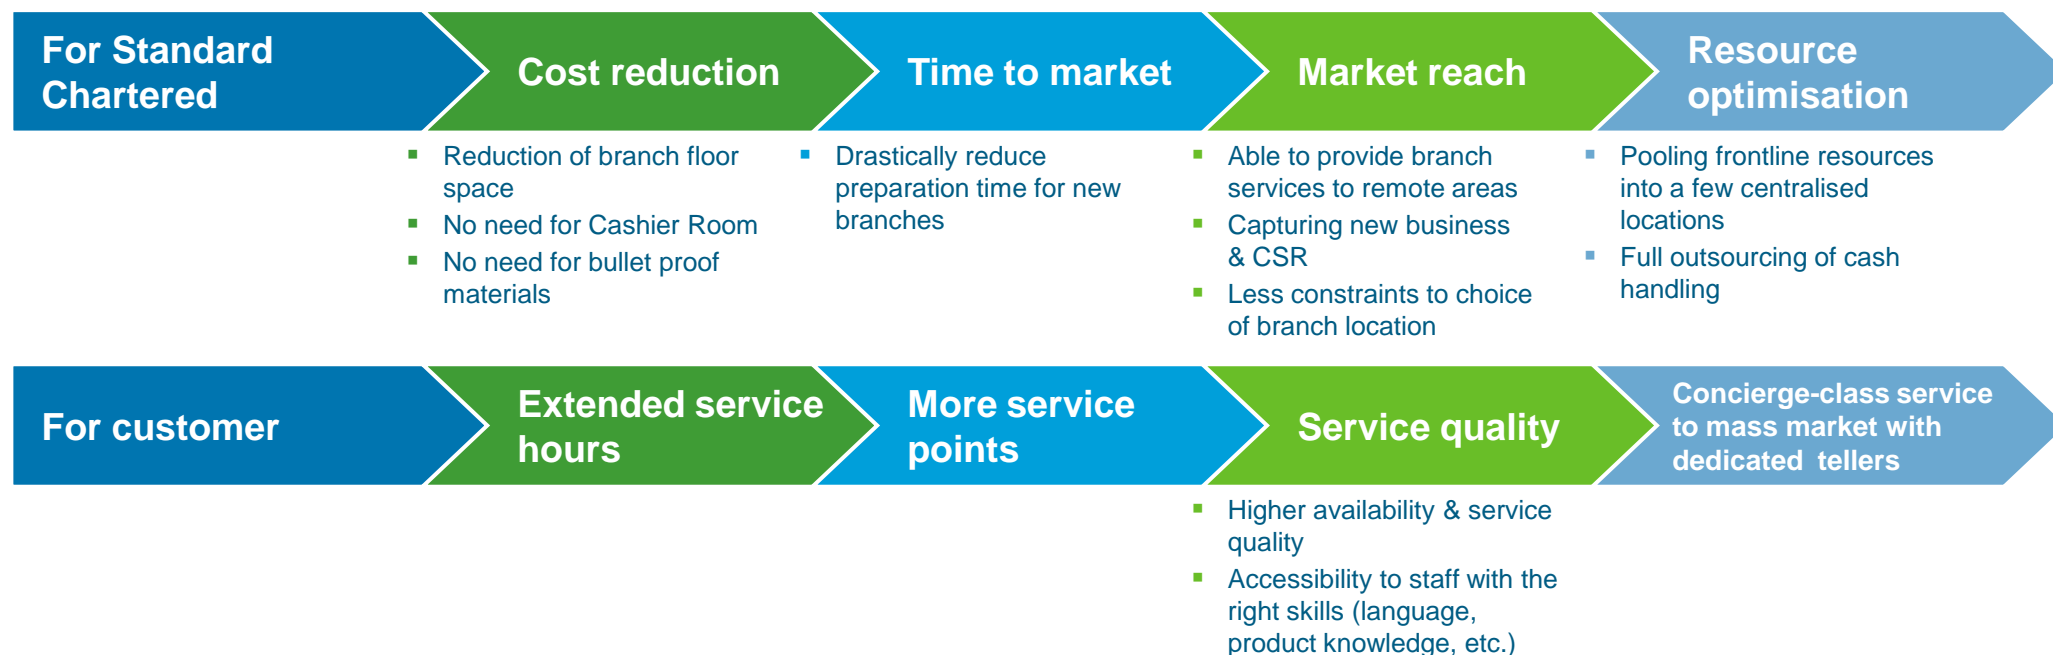 For Standard
Chartered
Cost reduction
Time to market
Market reach
Resource
optimisation
Reduction of branch floor
space
No need for Cashier Room
No need for bullet proof
materials
Drastically reduce
preparation time for new
branches
Able to provide branch
services to remote areas
Capturing new business
& CSR
Less constraints to choice
of branch location
Pooling frontline resources
into a few centralised
locations
Full outsourcing of cash
handling
For customer
Extended service
hours
More service
points
Service quality
Concierge-class service
to mass market with
dedicated tellers
Higher availability & service
quality
Accessibility to staff with the
right skills (language,
product knowledge, etc.)